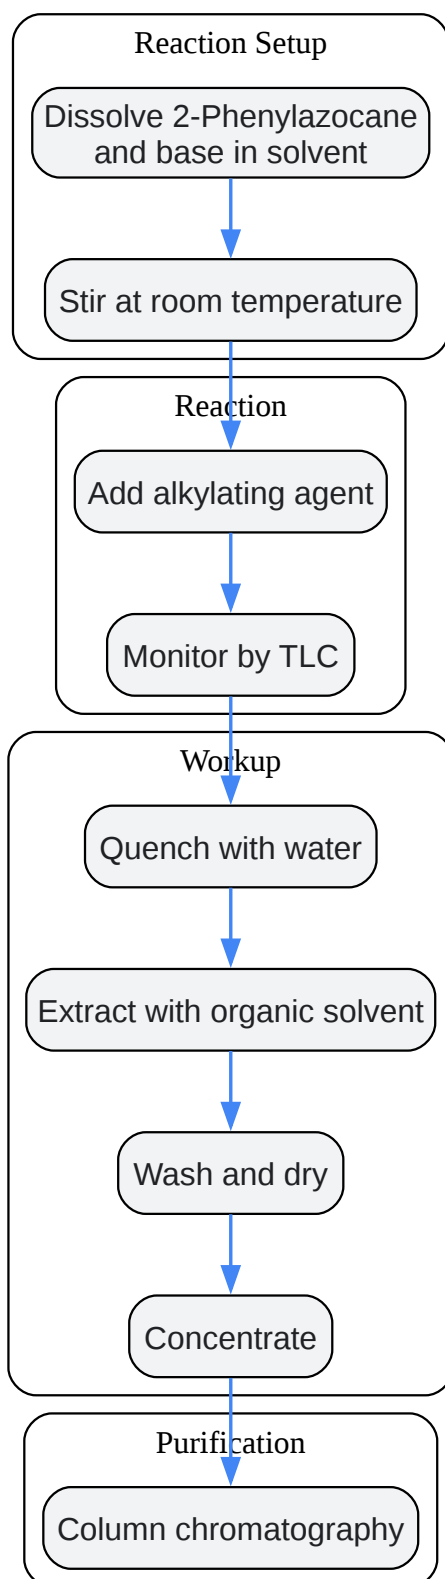 Reaction Setup
Dissolve 2-Phenylazocane
and base in solvent
Stir at room temperature
Reaction
Add alkylating agent
Monitor by TLC
Workup
Quench with water
Extract with organic solvent
Wash and dry
Concentrate
Purification
Column chromatography